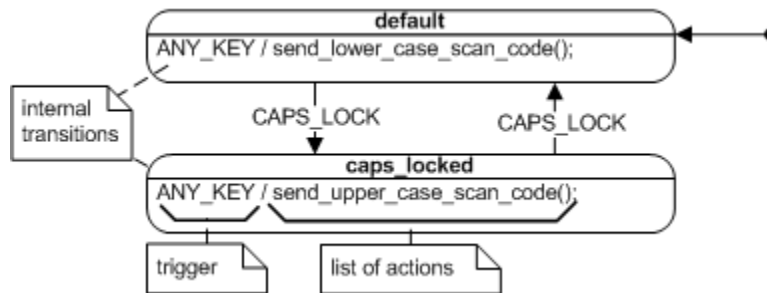 default
ANY_KEY / send_lower_case_scan_code();
internal
transitions
CAPS_LOCK
CAPS_LOCK
caps_locked
ANY_KEY / send_upper_case_scan_code();
trigger
list of actions